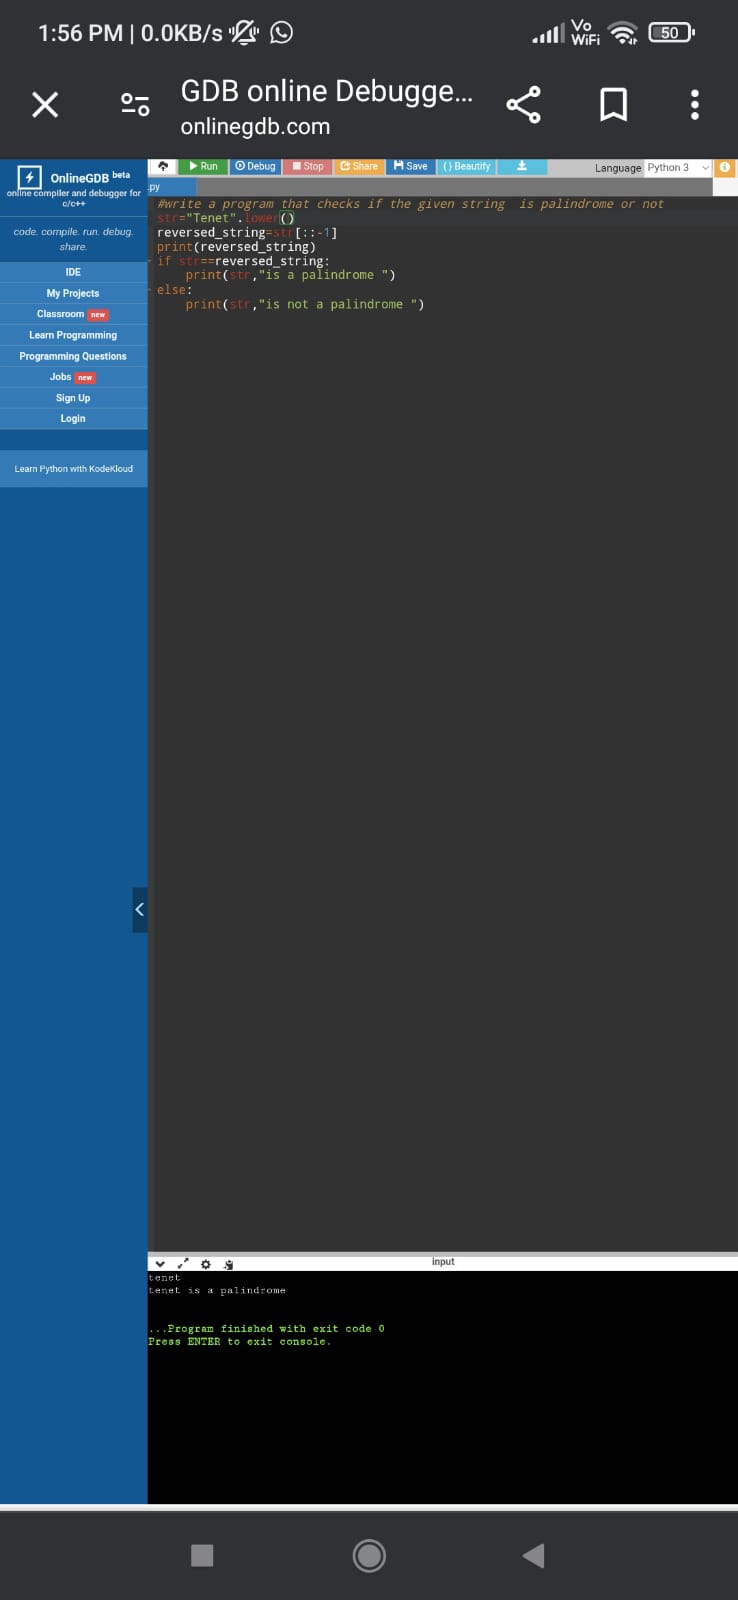 1:56 PM | 0.0KB/s
Vo WiFi
50
GDB online Debugge...
onlinegdb.com
OnlineGDB beta
online compiler and debugger for c/c++
code. compile. run. debug. share.
IDE
My Projects
Classroom new
Learn Programming
Programming Questions
Jobs new
Sign Up
Login
Learn Python with KodeKloud
Run Debug Stop Share Save {} Beautify
Language Python 3
.py
#write a program that checks if the given string  is palindrome or not
str="Tenet".lower()
reversed_string=str[::-1]
print(reversed_string)
if str==reversed_string:
    print(str,"is a palindrome ")
else:
    print(str,"is not a palindrome ")
input
tenet
tenet is a palindrome
...Program finished with exit code 0
Press ENTER to exit console.